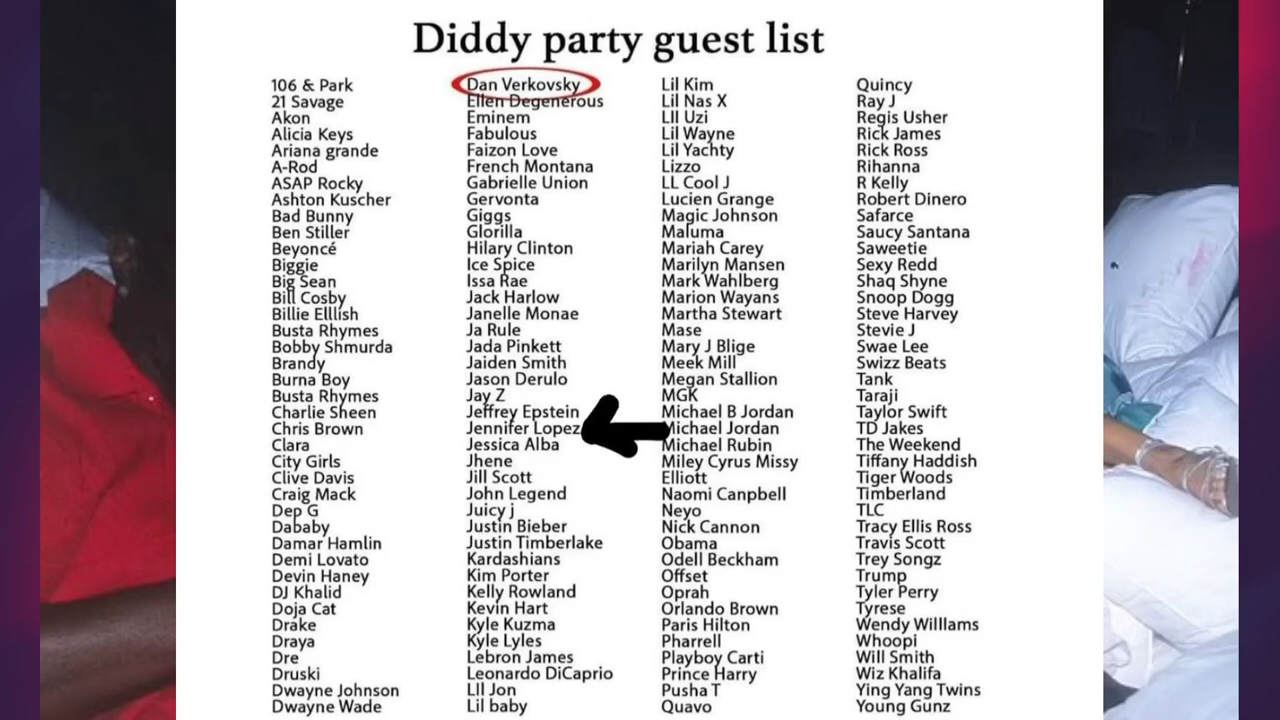 Diddy party guest list
106 & Park
21 Savage
Akon
Alicia Keys
Ariana grande
A-Rod
ASAP Rocky
Ashton Kuscher
Bad Bunny
Ben Stiller
Beyoncé
Biggie
Big Sean
Bill Cosby
Billie Elllish
Busta Rhymes
Bobby Shmurda
Brandy
Burna Boy
Busta Rhymes
Charlie Sheen
Chris Brown
Clara
City Girls
Clive Davis
Craig Mack
Dep G
Dababy
Damar Hamlin
Demi Lovato
Devin Haney
DJ Khalid
Doja Cat
Drake
Draya
Dre
Druski
Dwayne Johnson
Dwayne Wade
Dan Verkovsky
Ellen Degenerous
Eminem
Fabulous
Faizon Love
French Montana
Gabrielle Union
Gervonta
Giggs
Glorilla
Hilary Clinton
Ice Spice
Issa Rae
Jack Harlow
Janelle Monae
Ja Rule
Jada Pinkett
Jaiden Smith
Jason Derulo
Jay Z
Jeffrey Epstein
Jennifer Lopez
Jessica Alba
Jhene
Jill Scott
John Legend
Juicy j
Justin Bieber
Justin Timberlake
Kardashians
Kim Porter
Kelly Rowland
Kevin Hart
Kyle Kuzma
Kyle Lyles
Lebron James
Leonardo DiCaprio
LIl Jon
Lil baby
Lil Kim
Lil Nas X
LIl Uzi
Lil Wayne
Lil Yachty
Lizzo
LL Cool J
Lucien Grange
Magic Johnson
Maluma
Mariah Carey
Marilyn Mansen
Mark Wahlberg
Marion Wayans
Martha Stewart
Mase
Mary J Blige
Meek Mill
Megan Stallion
MGK
Michael B Jordan
Michael Jordan
Michael Rubin
Miley Cyrus Missy
Elliott
Naomi Canpbell
Neyo
Nick Cannon
Obama
Odell Beckham
Offset
Oprah
Orlando Brown
Paris Hilton
Pharrell
Playboy Carti
Prince Harry
Pusha T
Quavo
Quincy
Ray J
Regis Usher
Rick James
Rick Ross
Rihanna
R Kelly
Robert Dinero
Safarce
Saucy Santana
Saweetie
Sexy Redd
Shaq Shyne
Snoop Dogg
Steve Harvey
Stevie J
Swae Lee
Swizz Beats
Tank
Taraji
Taylor Swift
TD Jakes
The Weekend
Tiffany Haddish
Tiger Woods
Timberland
TLC
Tracy Ellis Ross
Travis Scott
Trey Songz
Trump
Tyler Perry
Tyrese
Wendy WillIams
Whoopi
Will Smith
Wiz Khalifa
Ying Yang Twins
Young Gunz